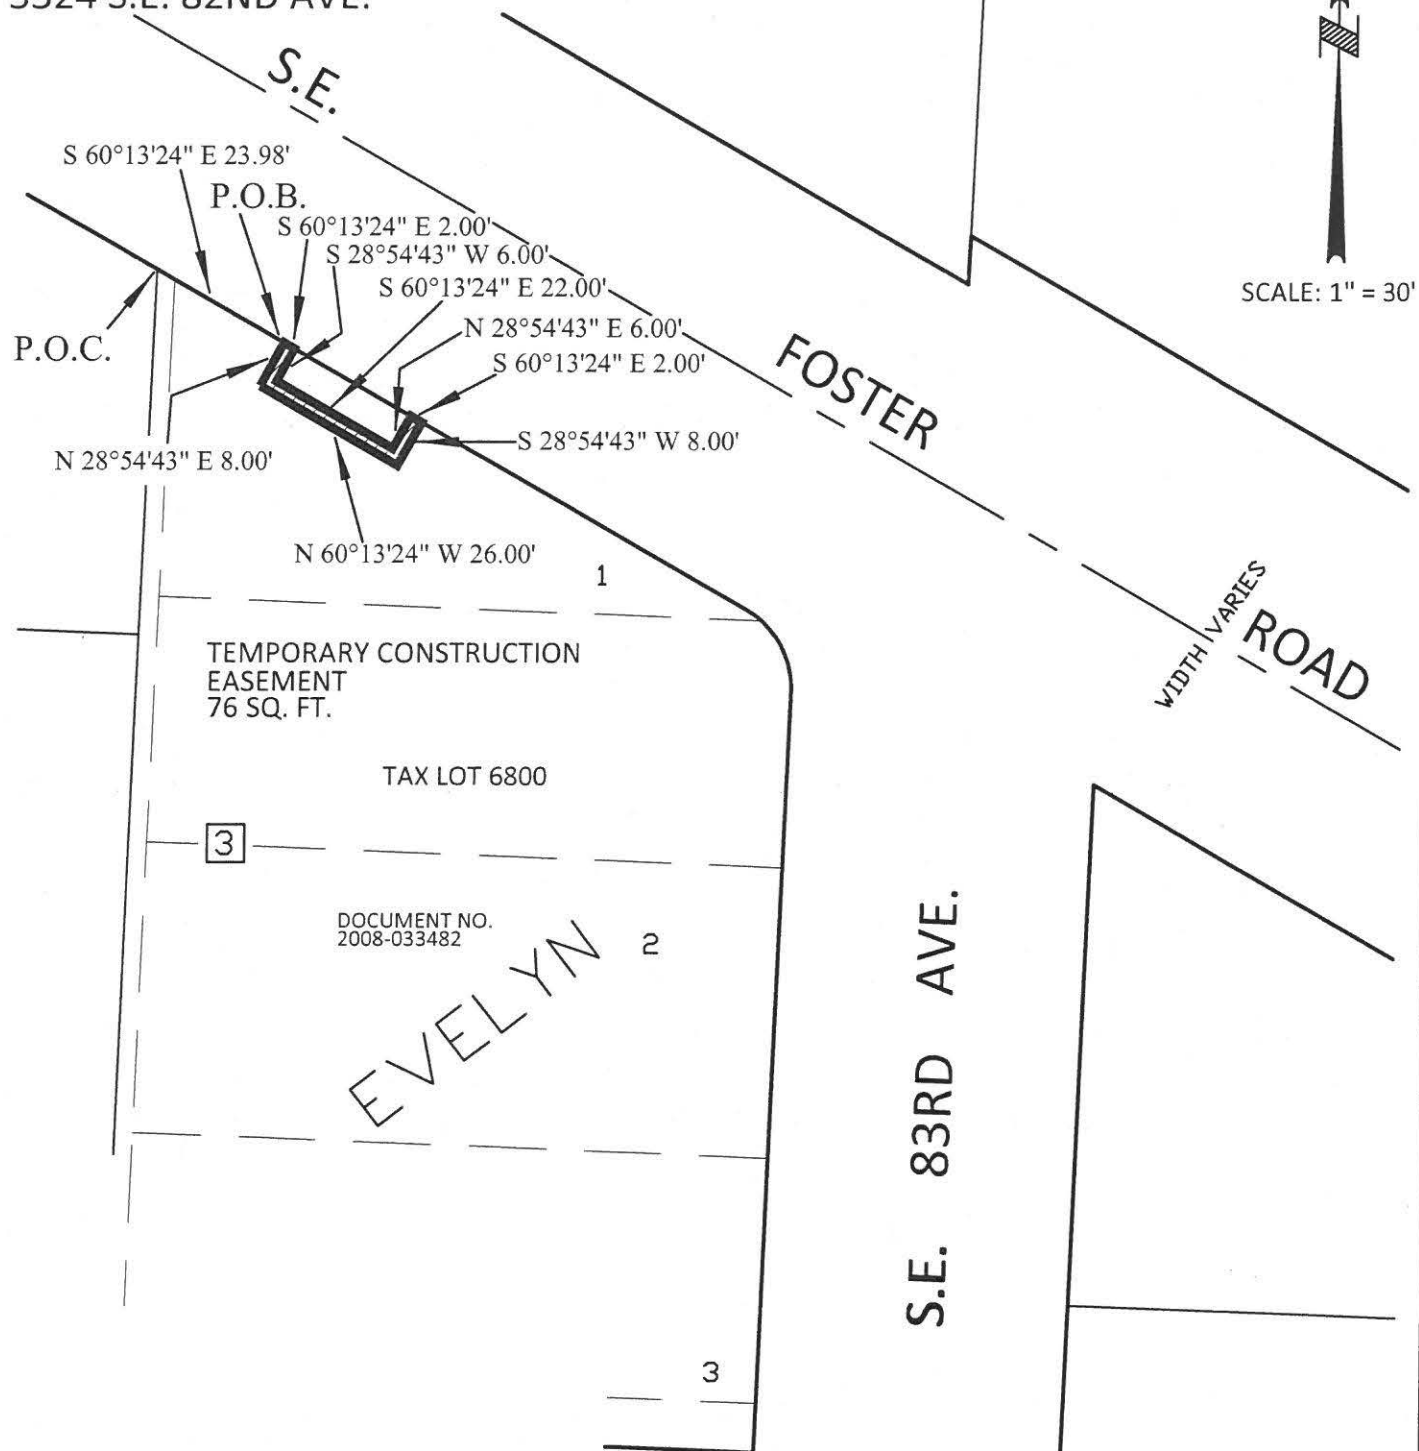 S.E. 82ND AVE.
S.E.
S 60°13'24" E 23.98'
P.O.B.
S 60°13'24" E 2.00'
S 28°54'43" W 6.00'
S 60°13'24" E 22.00'
SCALE: 1" = 30'
N 28°54'43" E 6.00'
P.O.C.
S 60°13'24" E 2.00'
FOSTER
S 28°54'43" W 8.00'
N 28°54'43" E 8.00'
N 60°13'24" W 26.00'
1
WIDTH VARIES
ROAD
TEMPORARY CONSTRUCTION
EASEMENT
76 SQ. FT.
TAX LOT 6800
3
DOCUMENT NO.
2008-033482
2
EVELYN
S.E. 83RD AVE.
3